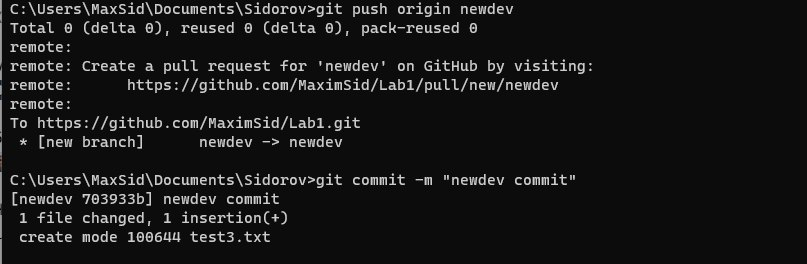 C:\Users\MaxSid\Documents\Sidorov>git push origin newdev
Total 0 (delta 0), reused 0 (delta 0), pack-reused 0
remote:
remote: Create a pull request for 'newdev' on GitHub by visiting:
remote:      https://github.com/MaximSid/Lab1/pull/new/newdev
remote:
To https://github.com/MaximSid/Lab1.git
 * [new branch]      newdev -> newdev

C:\Users\MaxSid\Documents\Sidorov>git commit -m "newdev commit"
[newdev 703933b] newdev commit
 1 file changed, 1 insertion(+)
 create mode 100644 test3.txt